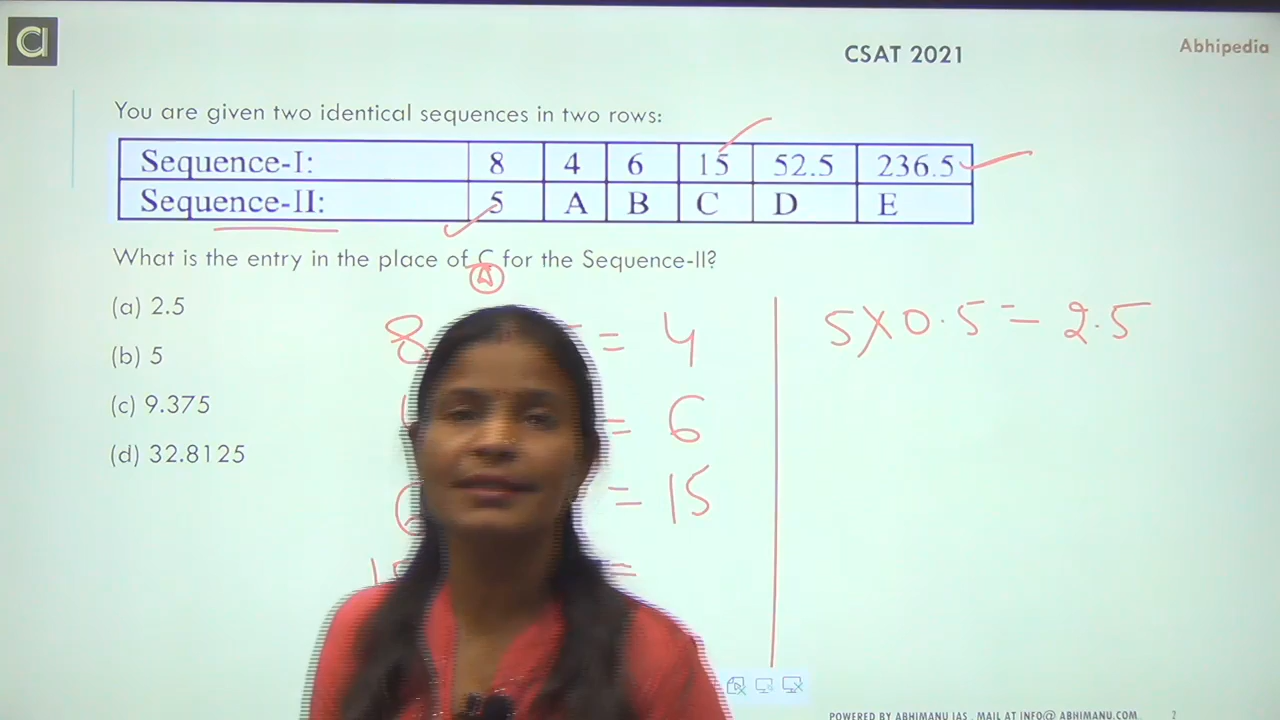 CSAT 2021
Abhipedia
You are given two identical sequences in two rows:
Sequence-I: 8 4 6 15 52.5 236.5
Sequence-II: 5 A B C D E
What is the entry in the place of C for the Sequence-II?
(a) 2.5
(b) 5
(c) 9.375
(d) 32.8125
8 = 4
= 6
6 = 15
=
5 X 0.5 = 2.5
POWERED BY ABHIMANU IAS . MAIL AT INFO@ ABHIMANU.COM 2